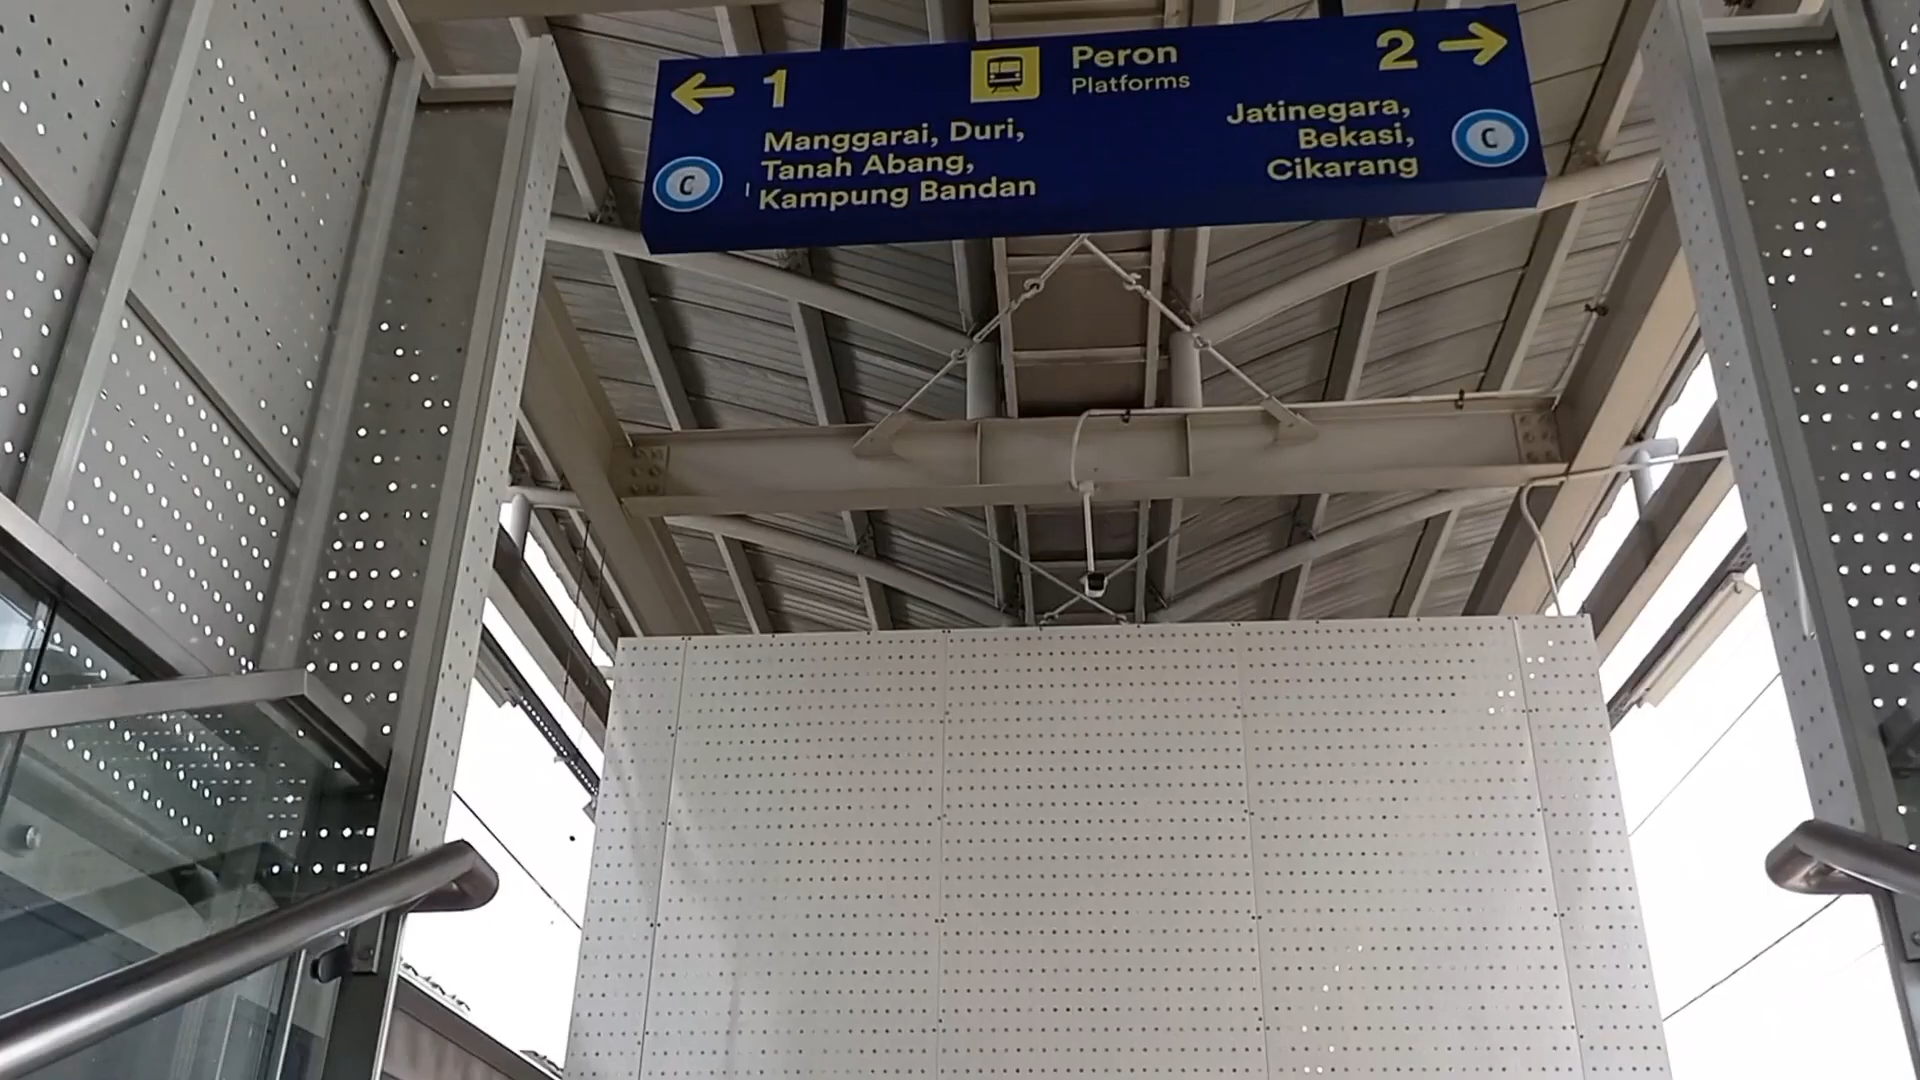 1
Peron
Platforms
2
Manggarai, Duri,
Tanah Abang,
Kampung Bandan
C
Jatinegara,
Bekasi,
Cikarang
C